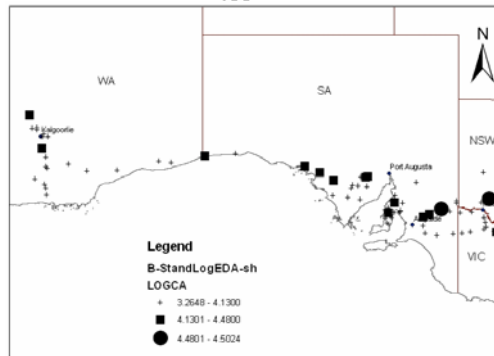 N
WA
SA
Kalgoorlie
Port Augusta
NSW
VIC
Legend
B-StandLogEDA-sh
LOGCA
3.2648 - 4.1300
4.1301 - 4.4800
4.4801 - 4.5024